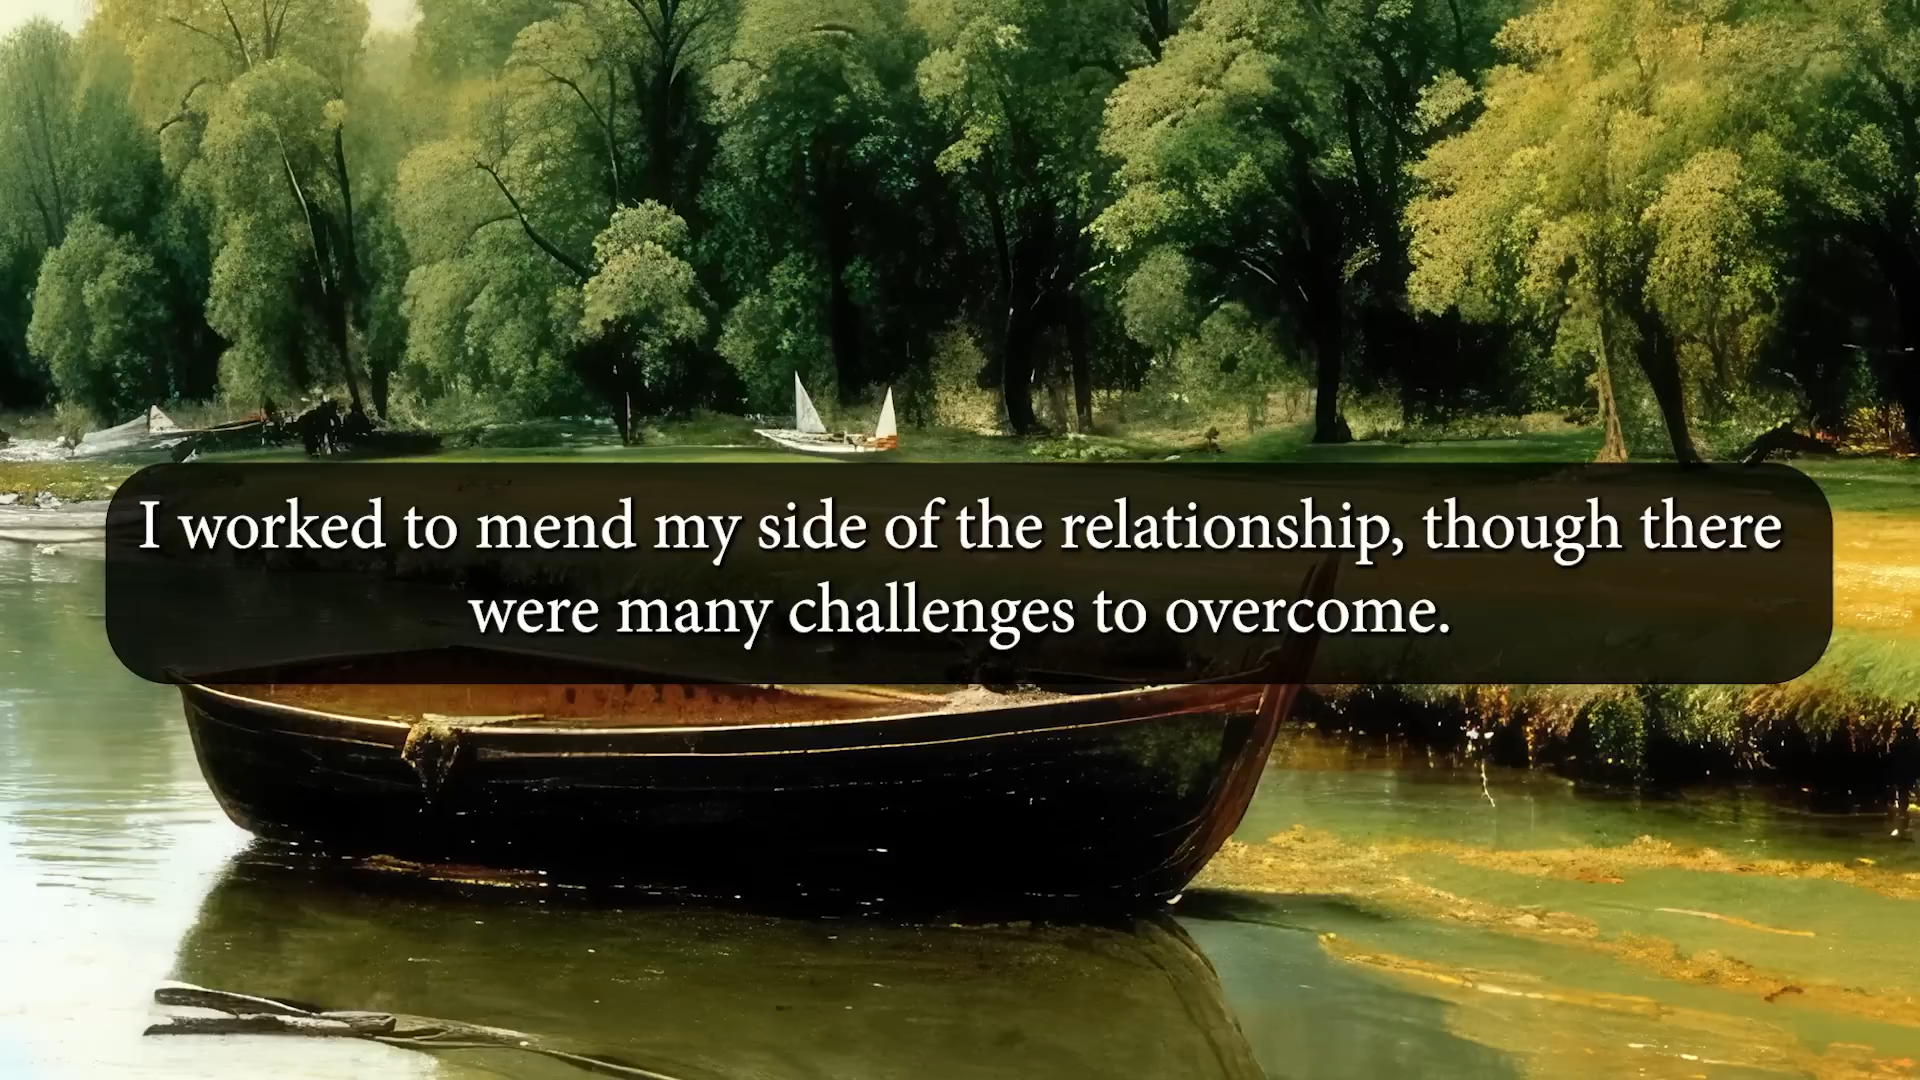 I worked to mend my side of the relationship, though there
were many challenges to overcome.